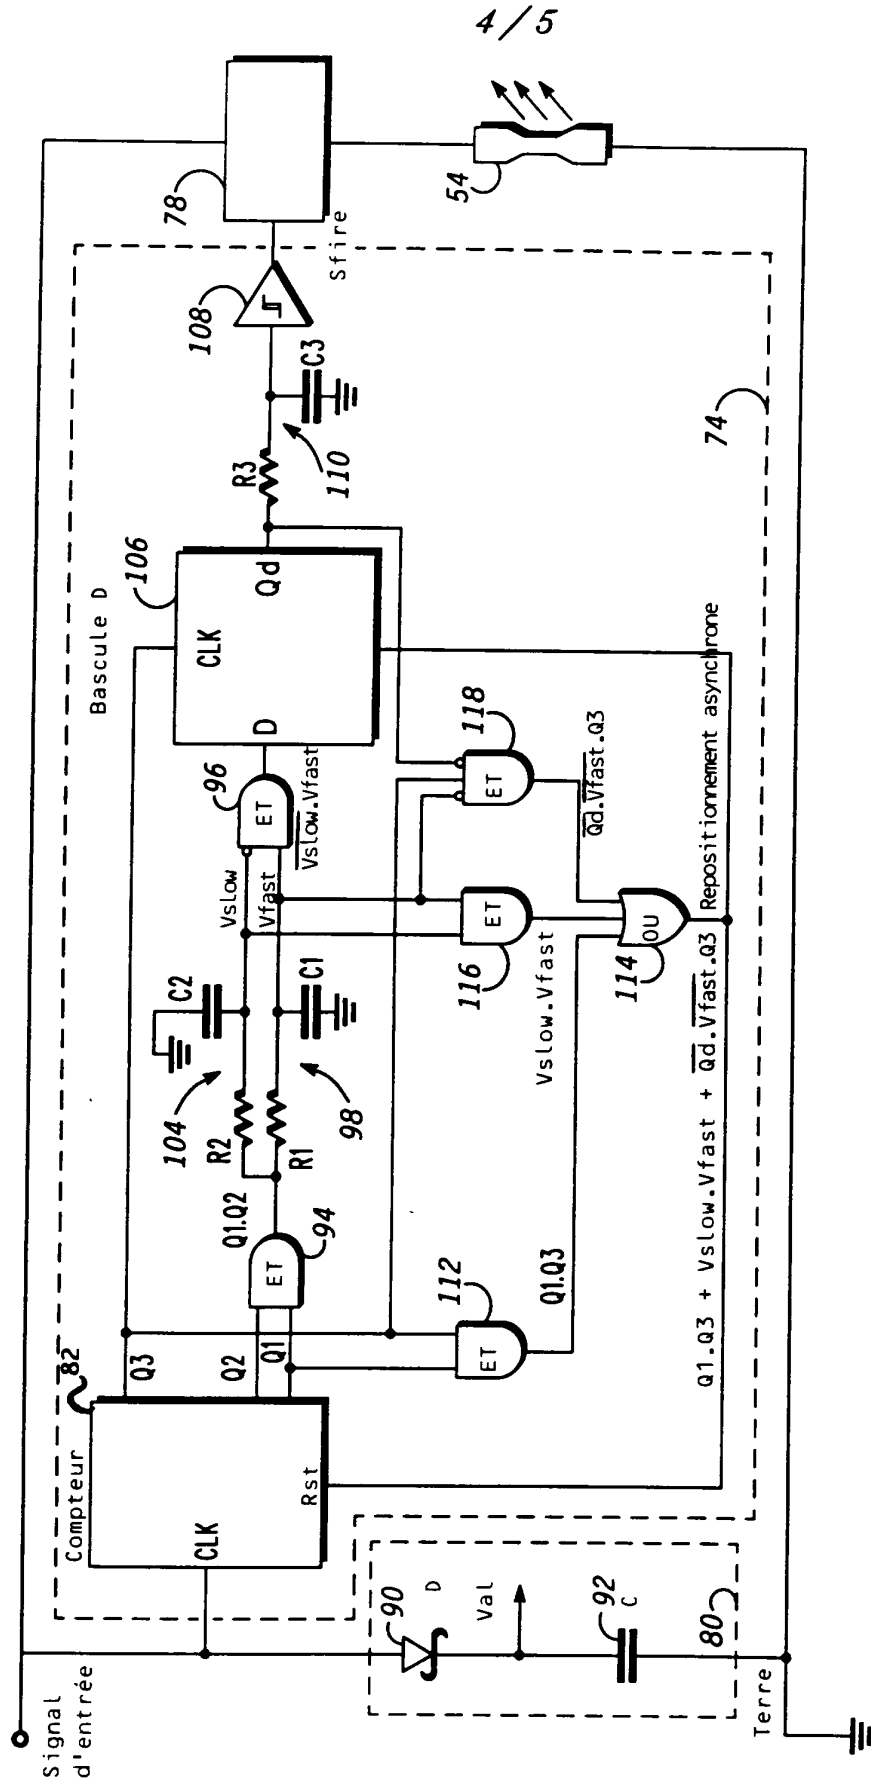 4/5
Signal
d'entrée
Terre
Compteur
82
CLK
Rst
Q3
Q2
Q1
90
D
Val
92
C
80
ET
94
Q1.Q2
R2
R1
104
98
C2
C1
Vslow
Vfast
ET
96
Vslow.Vfast
Bascule D
106
D
CLK
Qd
R3
110
C3
108
Sfire
78
54
74
ET
112
Q1.Q3
ET
116
Vslow.Vfast
ET
118
Qd.Vfast.Q3
OU
114
Q1.Q3 + Vslow.Vfast + Qd.Vfast.Q3
Repositionnement asynchrone